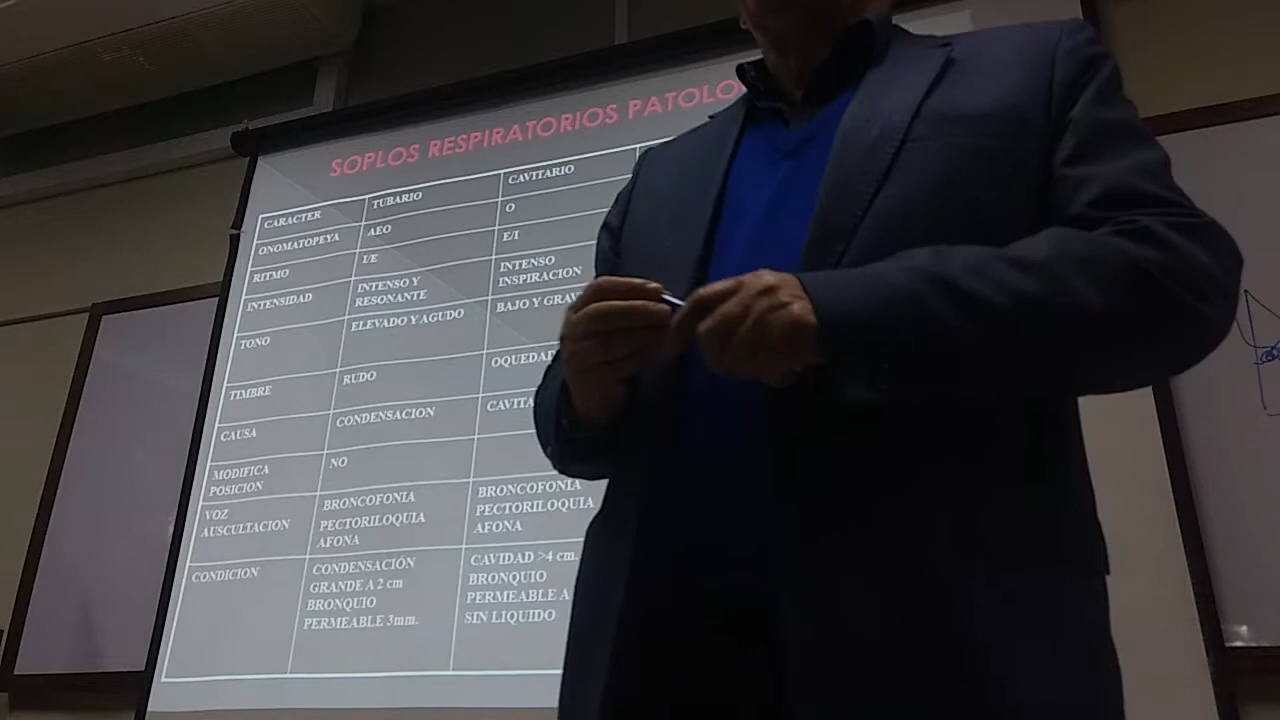 SOPLOS RESPIRATORIOS PATOLO
CARACTER TUBARIO CAVITARIO
ONOMATOPEYA AEO O
RITMO I/E E/I
INTENSIDAD INTENSO Y INTENSO
RESONANTE INSPIRACION
TONO ELEVADO Y AGUDO BAJO Y GRAV
TIMBRE RUDO OQUEDAD
CAUSA CONDENSACION CAVITA
MODIFICA NO
POSICION
VOZ BRONCOFONIA BRONCOFONIA
AUSCULTACION PECTORILOQUIA PECTORILOQUIA
AFONA AFONA
CONDICION CONDENSACIÓN CAVIDAD >4 cm.
GRANDE A 2 cm BRONQUIO
BRONQUIO PERMEABLE A
PERMEABLE 3mm. SIN LIQUIDO